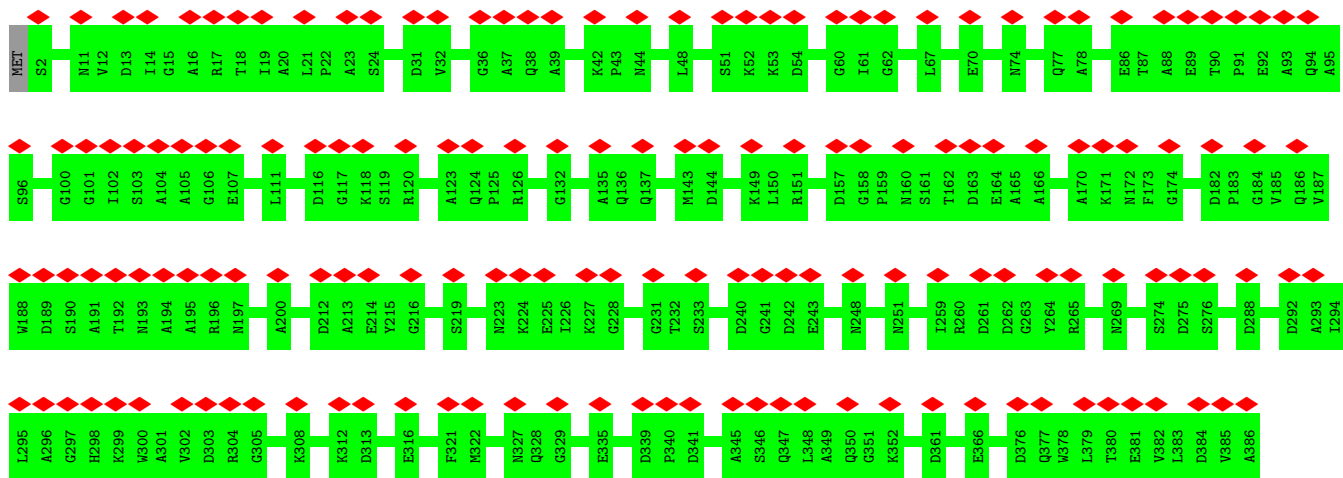 MET S2 N11 V12 D13 I14 G15 A16 R17 T18 I19 A20 L21 P22 A23 S24 D31 V32 G36 A37 Q38 A39 K42 P43 N44 L48 S51 K52 K53 D54 G60 I61 G62 L67 E70 N74 Q77 A78 E86 T87 A88 E89 T90 P91 E92 A93 Q94 A95
S96 G100 G101 I102 S103 A104 A105 G106 E107 L111 D116 G117 K118 S119 R120 A123 Q124 P125 R126 G132 A135 Q136 Q137 M143 D144 K149 L150 R151 D157 G158 P159 N160 S161 T162 D163 E164 A165 A166 A170 K171 N172 F173 G174 D182 P183 G184 V185 Q186 V187
W188 D189 S190 A191 T192 N193 A194 A195 R196 N197 A200 D212 A213 E214 Y215 G216 S219 N223 K224 E225 I226 K227 G228 G231 T232 S233 D240 G241 D242 E243 N248 N251 I259 R260 D261 D262 G263 Y264 R265 N269 S274 D275 S276 D288 D292 A293 I294
L295 A296 G297 H298 K299 W300 A301 V302 D303 R304 G305 K308 K312 D313 E316 F321 M322 N327 Q328 G329 E335 D339 P340 D341 A345 S346 Q347 L348 A349 Q350 G351 K352 D361 E366 D376 Q377 W378 L379 T380 E381 V382 L383 D384 V385 A386